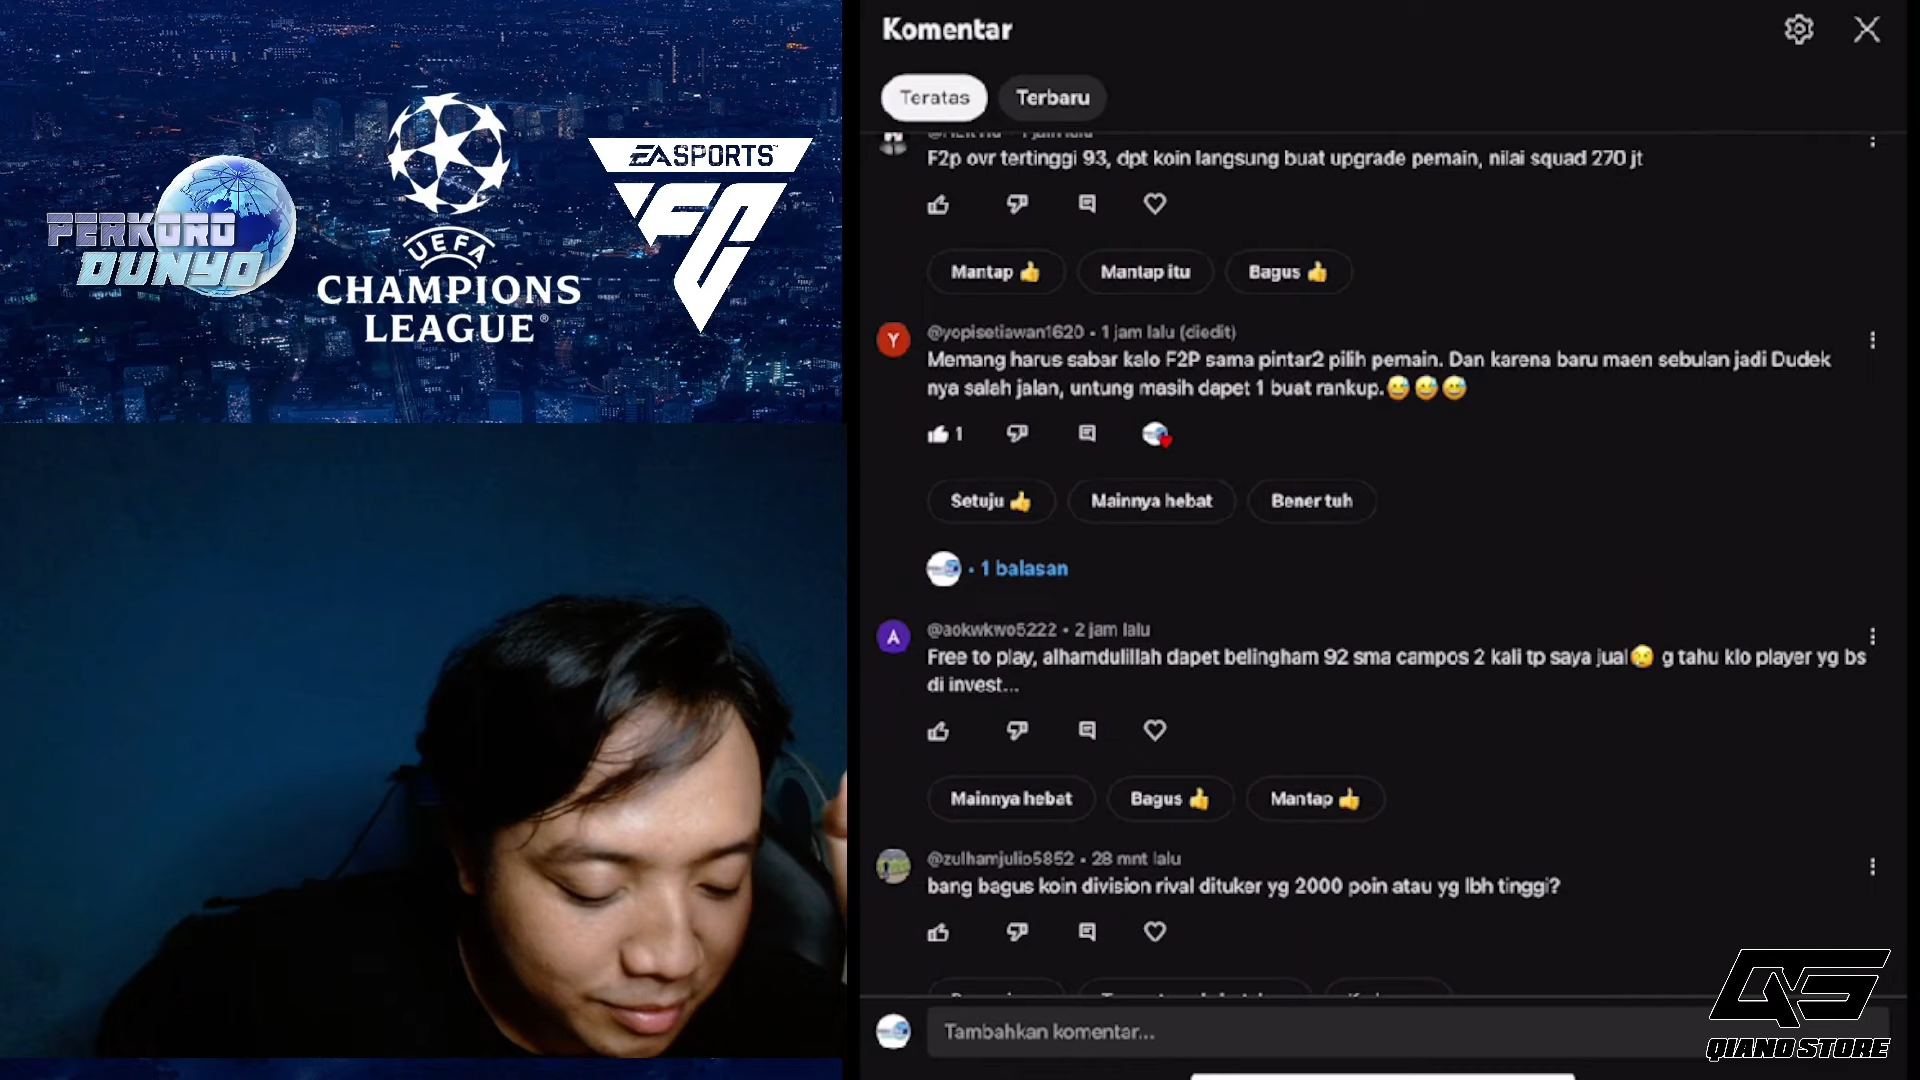 PERKORO
DUNYO
UEFA
CHAMPIONS
LEAGUE®
EA SPORTS
FC
Komentar
Teratas
Terbaru
1 jam lalu
F2p ovr tertinggi 93, dpt koin langsung buat upgrade pemain, nilai squad 270 jt
Mantap 👍 Mantap itu Bagus 👍
Y
@yopisetiawan1620 • 1 jam lalu (diedit)
Memang harus sabar kalo F2P sama pintar2 pilih pemain. Dan karena baru maen sebulan jadi Dudek
nya salah jalan, untung masih dapet 1 buat rankup.😅😅😅
1
Setuju 👍 Mainnya hebat Bener tuh
• 1 balasan
A
@aokwkwo5222 • 2 jam lalu
Free to play, alhamdulillah dapet belingham 92 sma campos 2 kali tp saya jual🥲 g tahu klo player yg bs
di invest...
Mainnya hebat Bagus 👍 Mantap 👍
@zulhamjulio5852 • 28 mnt lalu
bang bagus koin division rival dituker yg 2000 poin atau yg lbh tinggi?
Tambahkan komentar...
QS
QIANO STORE